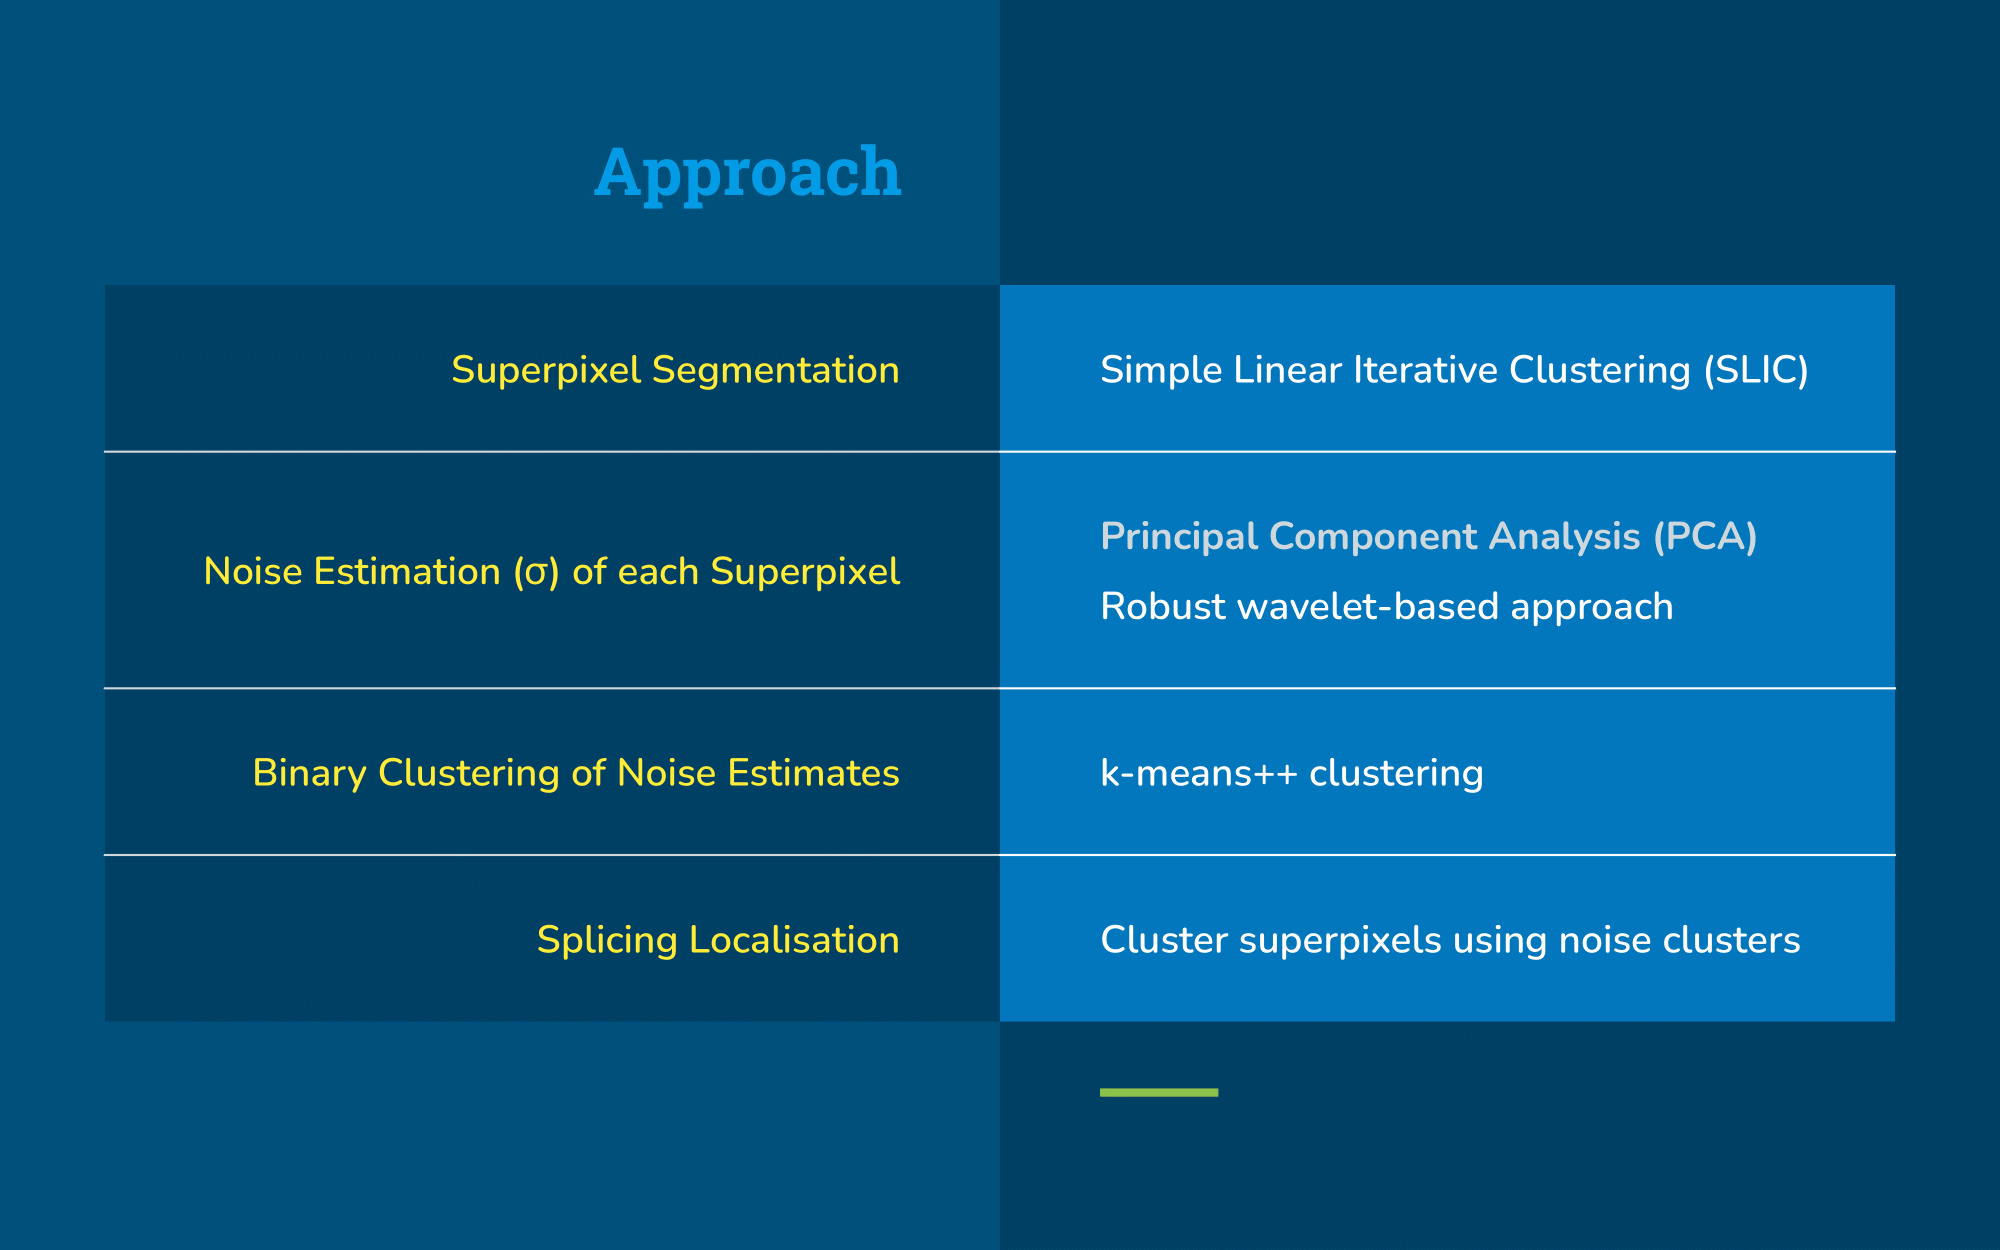 Approach
Superpixel Segmentation
Simple Linear Iterative Clustering (SLIC)
Noise Estimation (σ) of each Superpixel
Principal Component Analysis (PCA)
Robust wavelet-based approach
Binary Clustering of Noise Estimates
k-means++ clustering
Splicing Localisation
Cluster superpixels using noise clusters